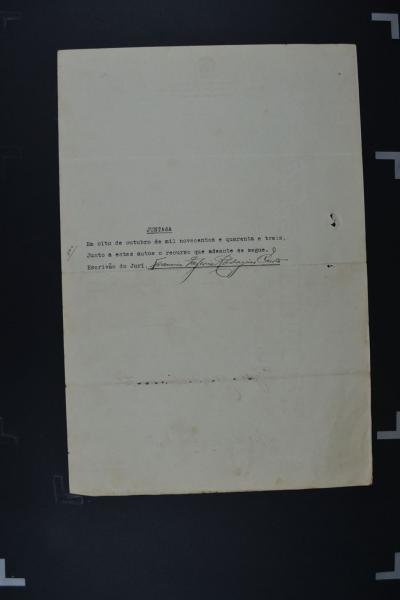 JUNTADA
Em oito de outubro de mil novecentos e quarenta e treis.
Junto a estes autos o recurso que adeante se segue. O
Escrivão do Juri,